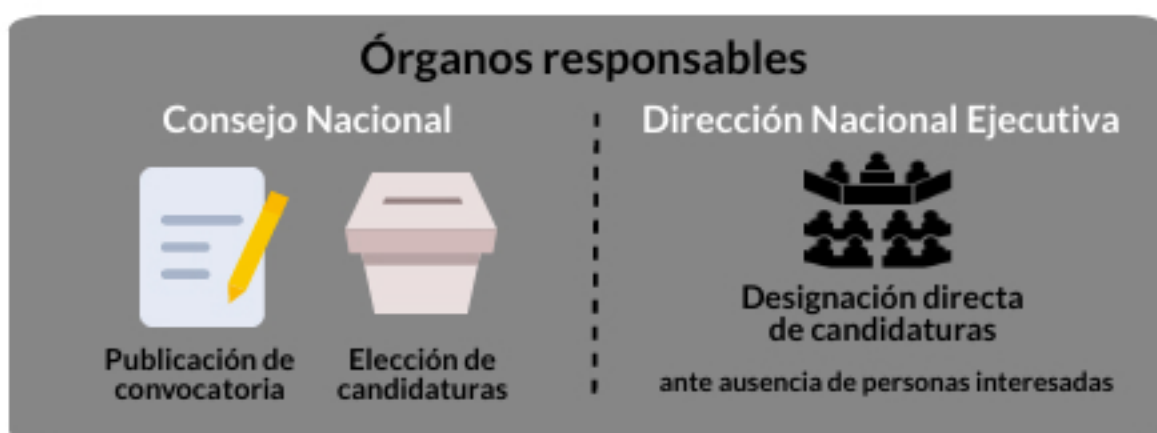 Órganos responsables
Consejo Nacional
Publicación de
convocatoria
Elección de
candidaturas
Dirección Nacional Ejecutiva
Designación directa
de candidaturas
ante ausencia de personas interesadas